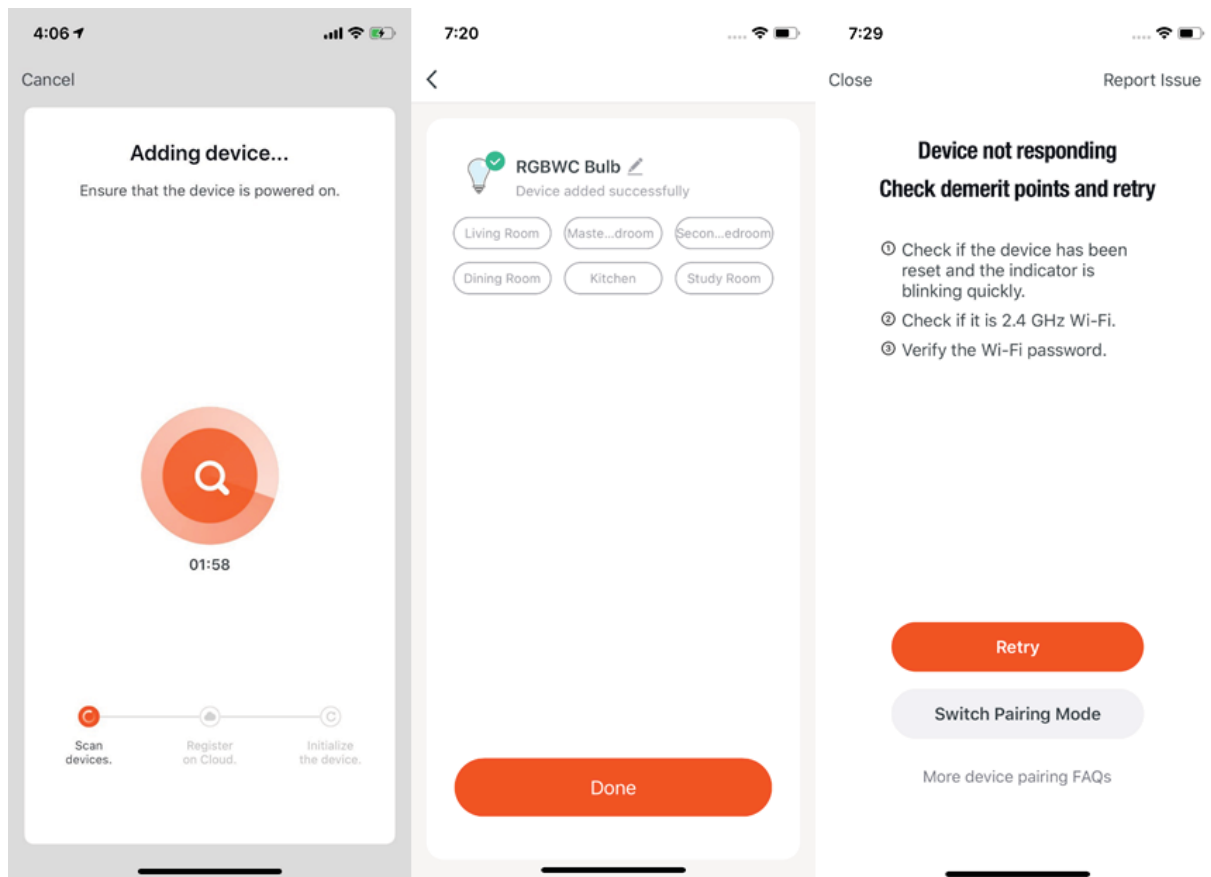 4:06
Cancel
Adding device...
Ensure that the device is powered on.
01:58
Scan
devices.
Register
on Cloud.
Initialize
the device.
7:20
RGBWC Bulb
Device added successfully
Living Room
Maste...droom
Secon...edroom
Dining Room
Kitchen
Study Room
Done
7:29
Close
Report Issue
Device not responding
Check demerit points and retry
① Check if the device has been
reset and the indicator is
blinking quickly.
② Check if it is 2.4 GHz Wi-Fi.
③ Verify the Wi-Fi password.
Retry
Switch Pairing Mode
More device pairing FAQs